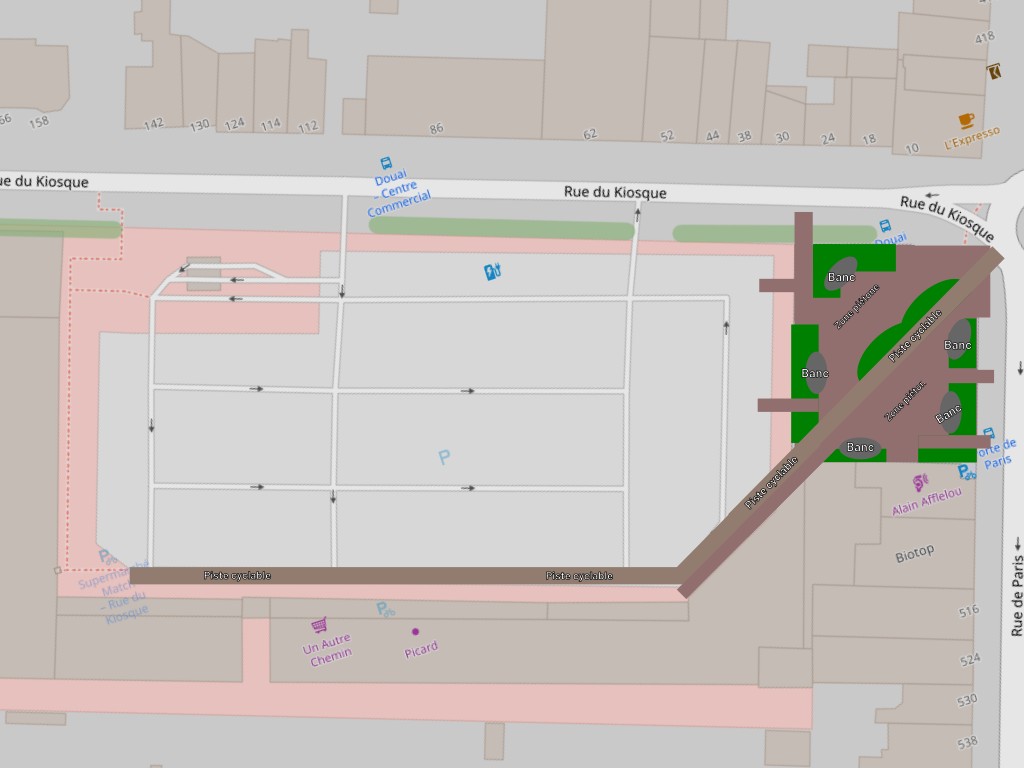 418
66
158
142
130
124
114
112
86
62
52
44
38
30
24
18
10
L'Expresso
ue du Kiosque
Rue du Kiosque
Rue du Kiosque
Douai
– Centre
Commercial
Douai
Banc
Zone piétone
Piste cyclable
Banc
Banc
Zone piéton
Banc
Banc
Piste cyclable
P
orte de
Paris
Alain Afflelou
Biotop
Rue de Paris
Supermarché
Match
– Rue du
Kiosque
Piste cyclable
Piste cyclable
Un Autre
Chemin
Picard
516
524
530
538